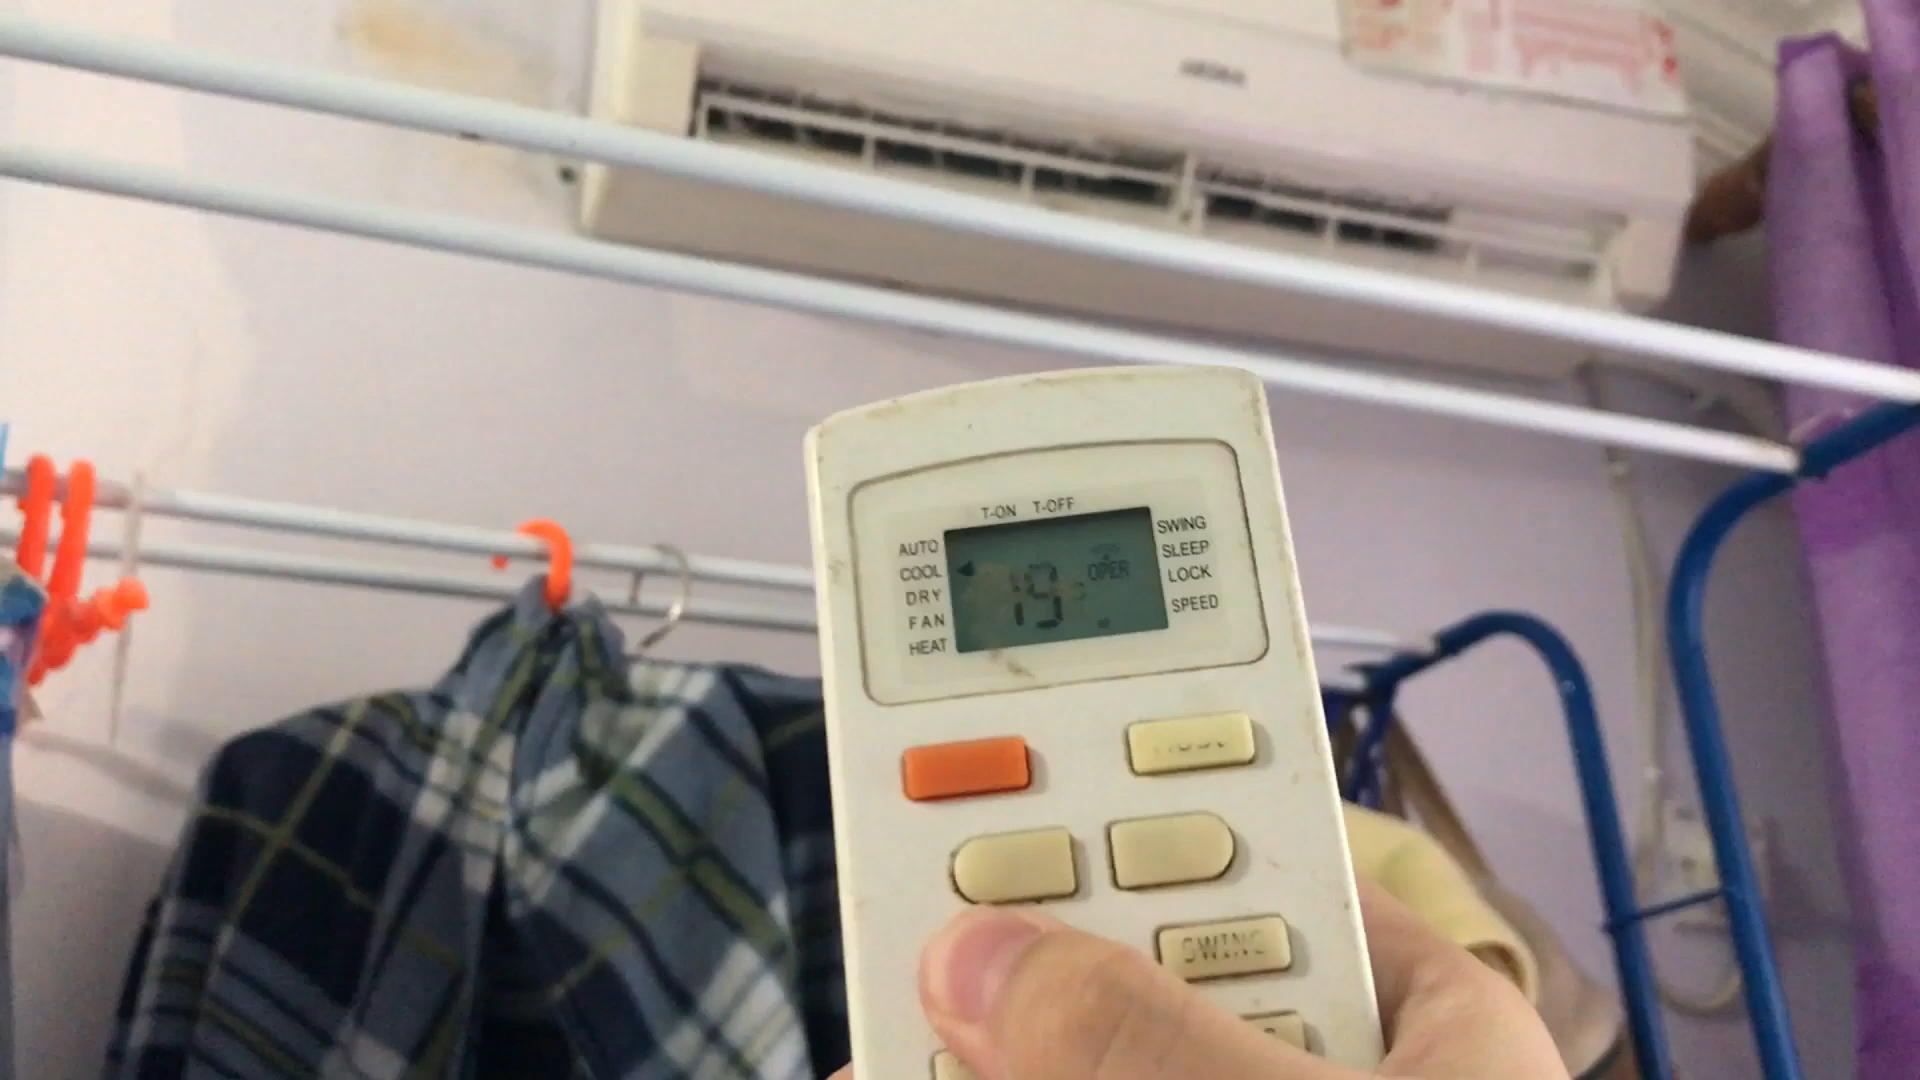 T-ON T-OFF
AUTO
COOL
DRY
FAN
HEAT
19
OPER
SWING
SLEEP
LOCK
SPEED
SWING